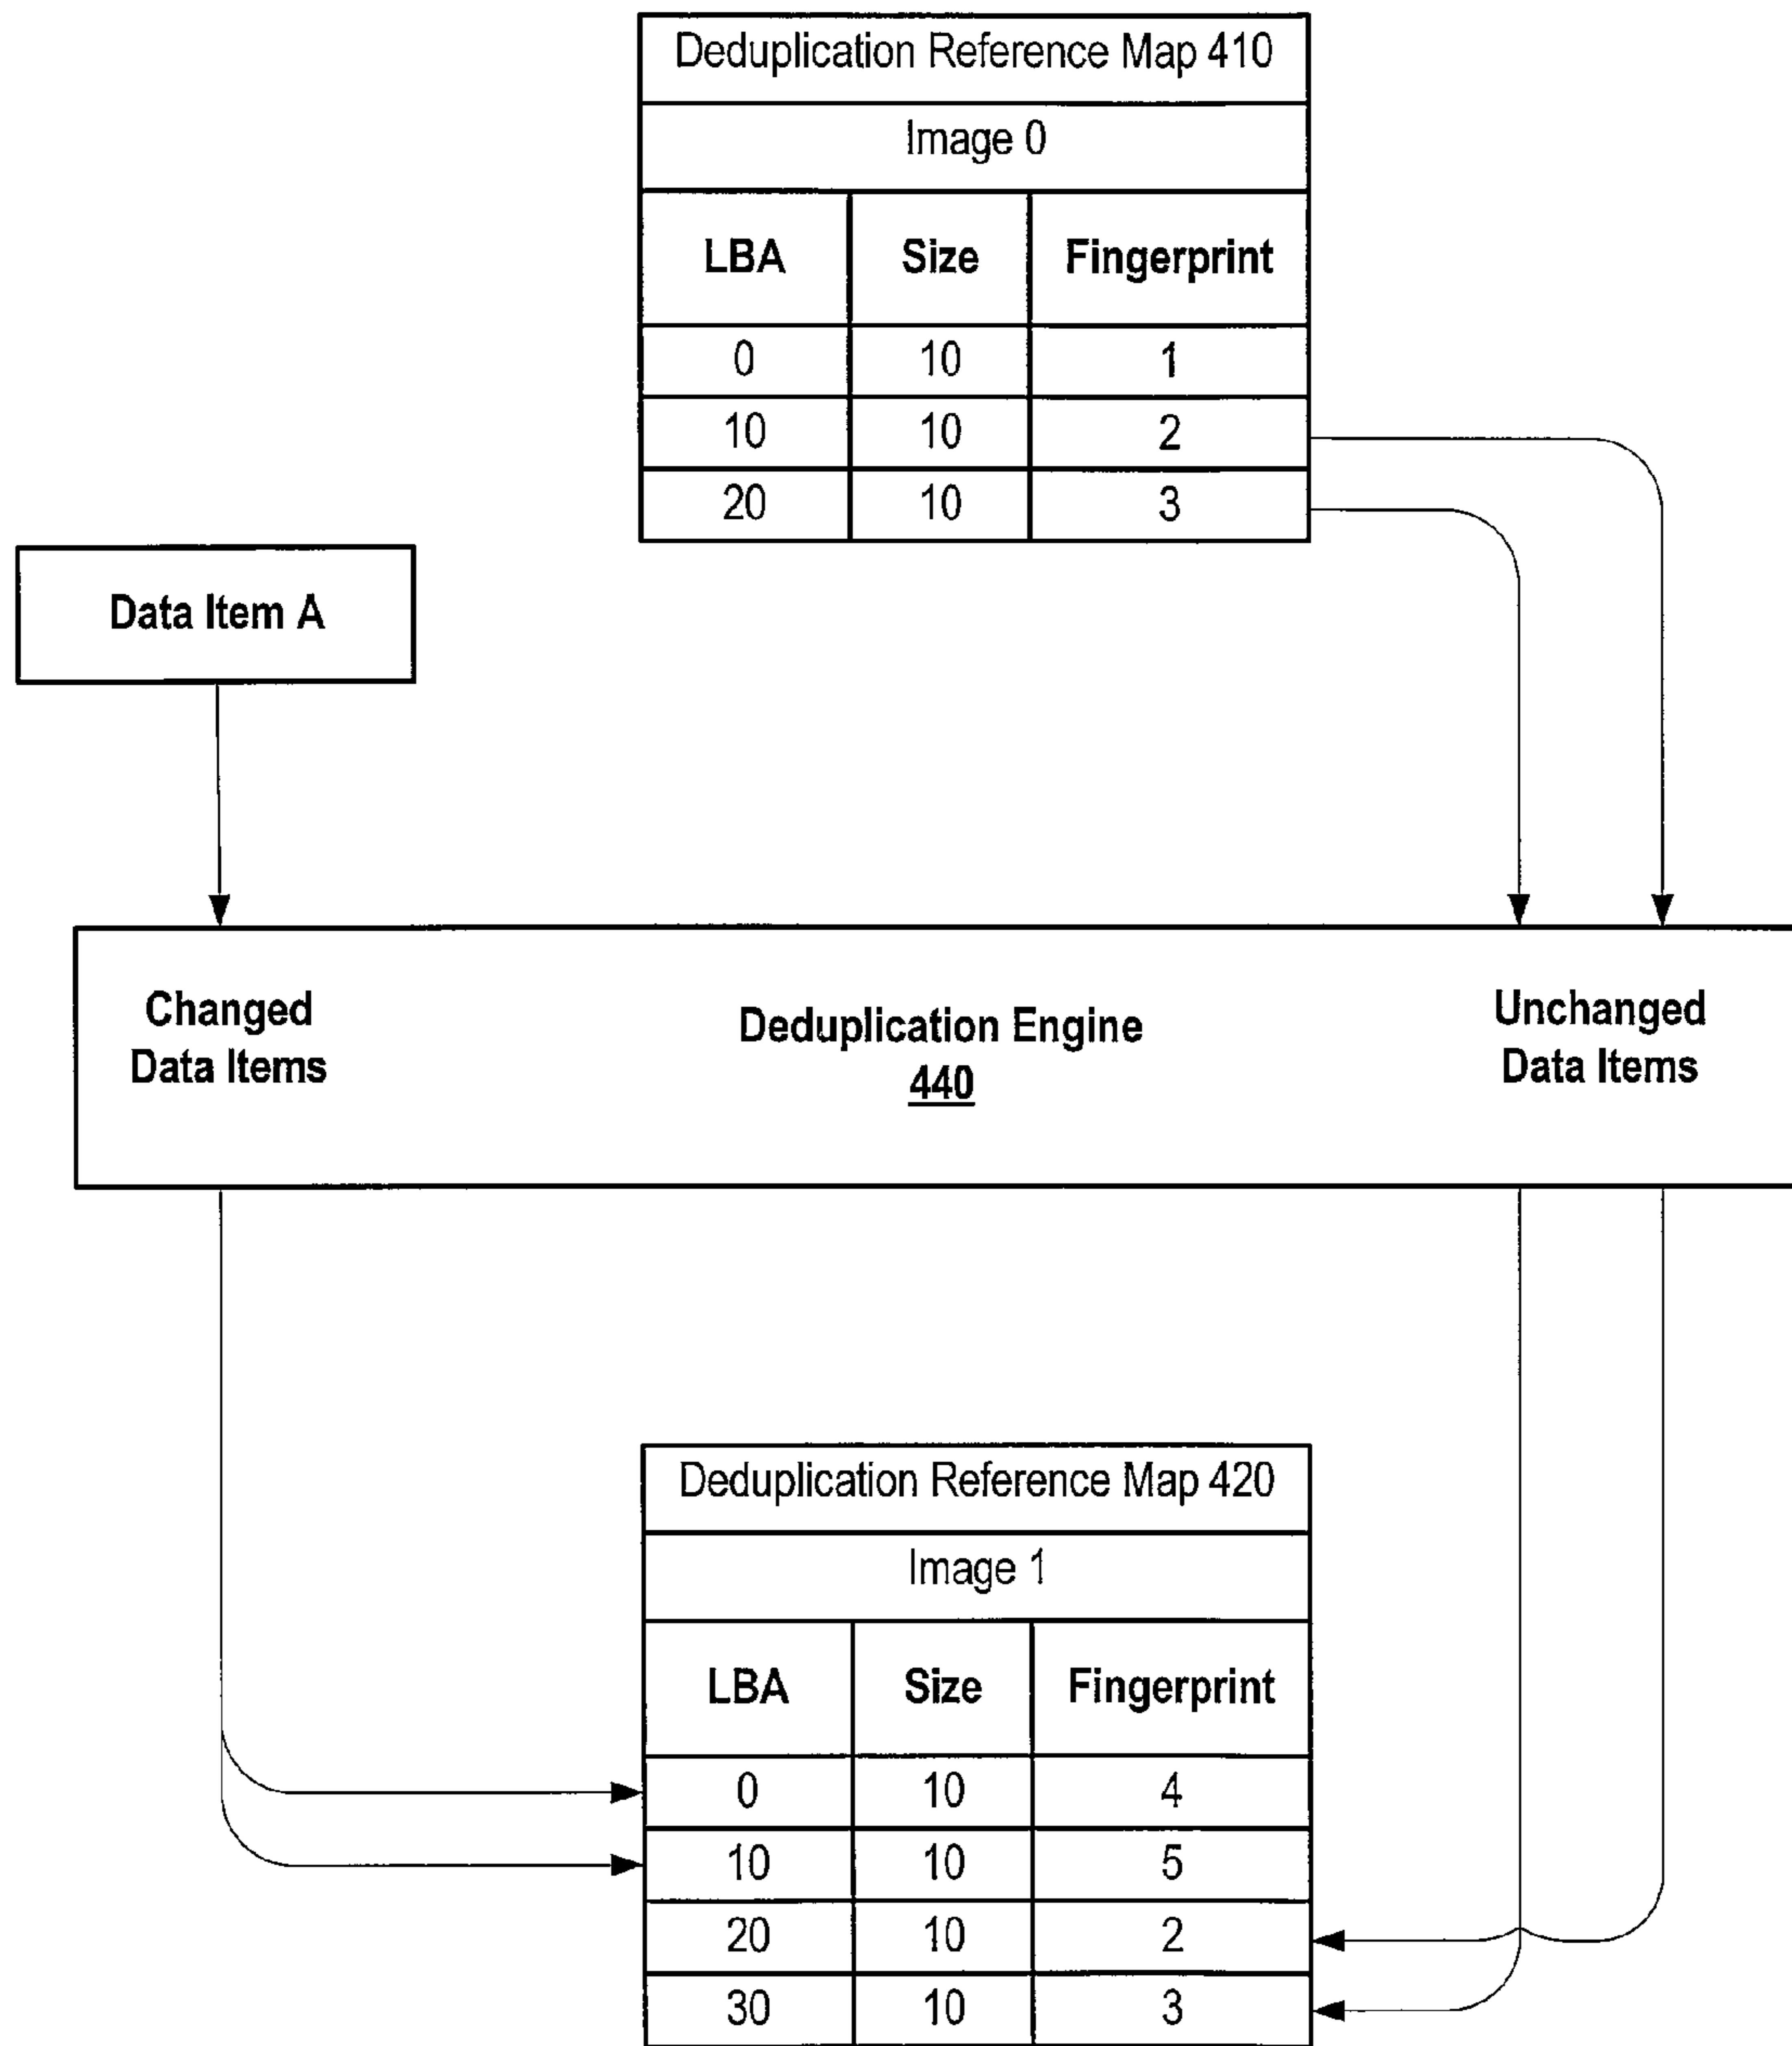 Deduplication Reference Map 410
Image 0
LBA Size Fingerprint
0 10 1
10 10 2
20 10 3
Data Item A
Changed
Data Items
Deduplication Engine
440
Unchanged
Data Items
Deduplication Reference Map 420
Image 1
LBA Size Fingerprint
0 10 4
10 10 5
20 10 2
30 10 3